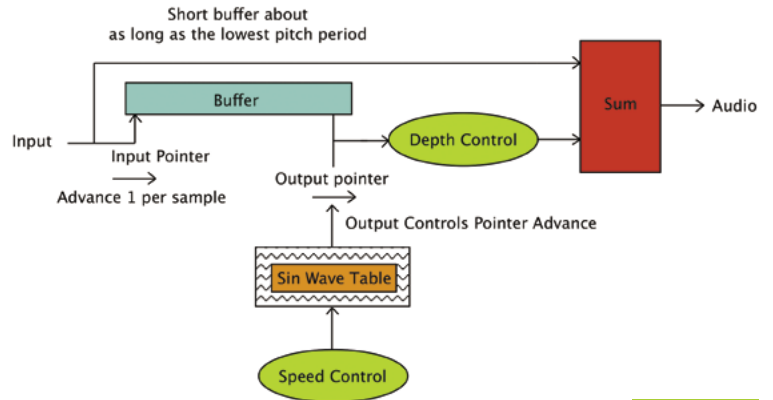 Short buffer about
as long as the lowest pitch period
Buffer
Sum
Audio
Input
Depth Control
Input Pointer
Advance 1 per sample
Output pointer
Output Controls Pointer Advance
Sin Wave Table
Speed Control